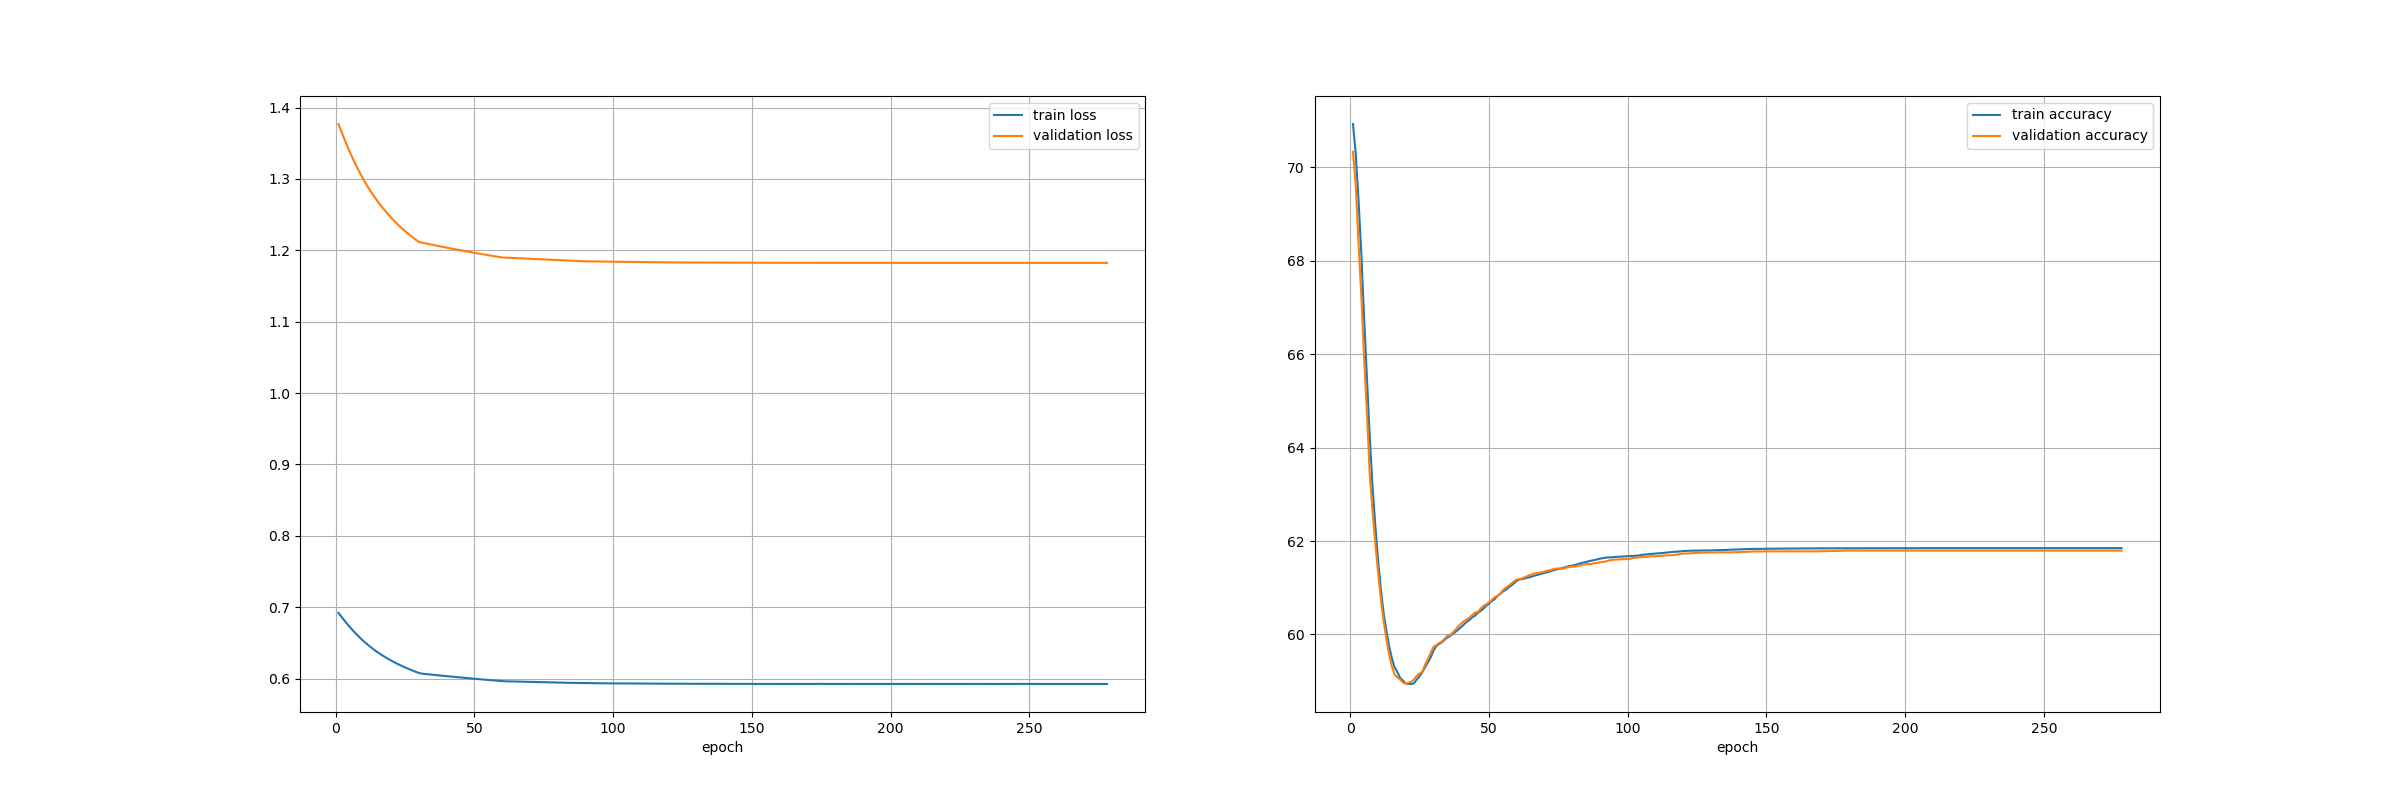 1.4
1.3
1.2
1.1
1.0
0.9
0.8
0.7
0.6
0 50 100 150 200 250
epoch
train loss
validation loss
70
68
66
64
62
60
0 50 100 150 200 250
epoch
train accuracy
validation accuracy